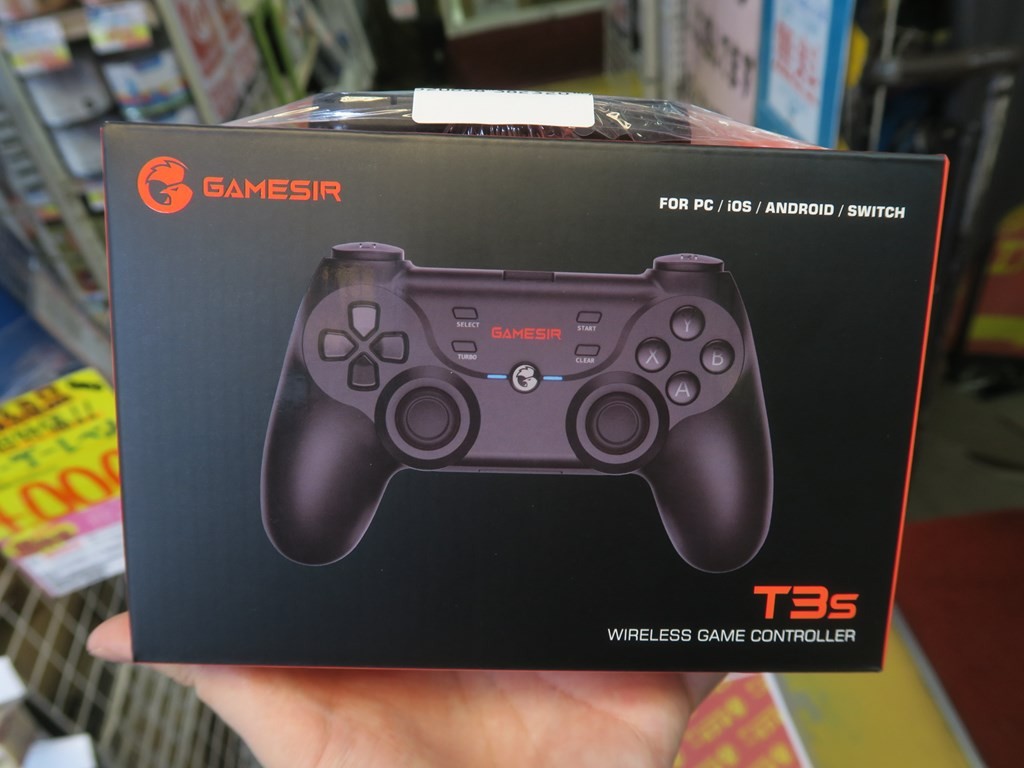 GAMESIR
FOR PC / iOS / ANDROID / SWITCH
SELECT
GAMESIR
START
TURBO
CLEAR
Y
X
B
A
T3s
WIRELESS GAME CONTROLLER